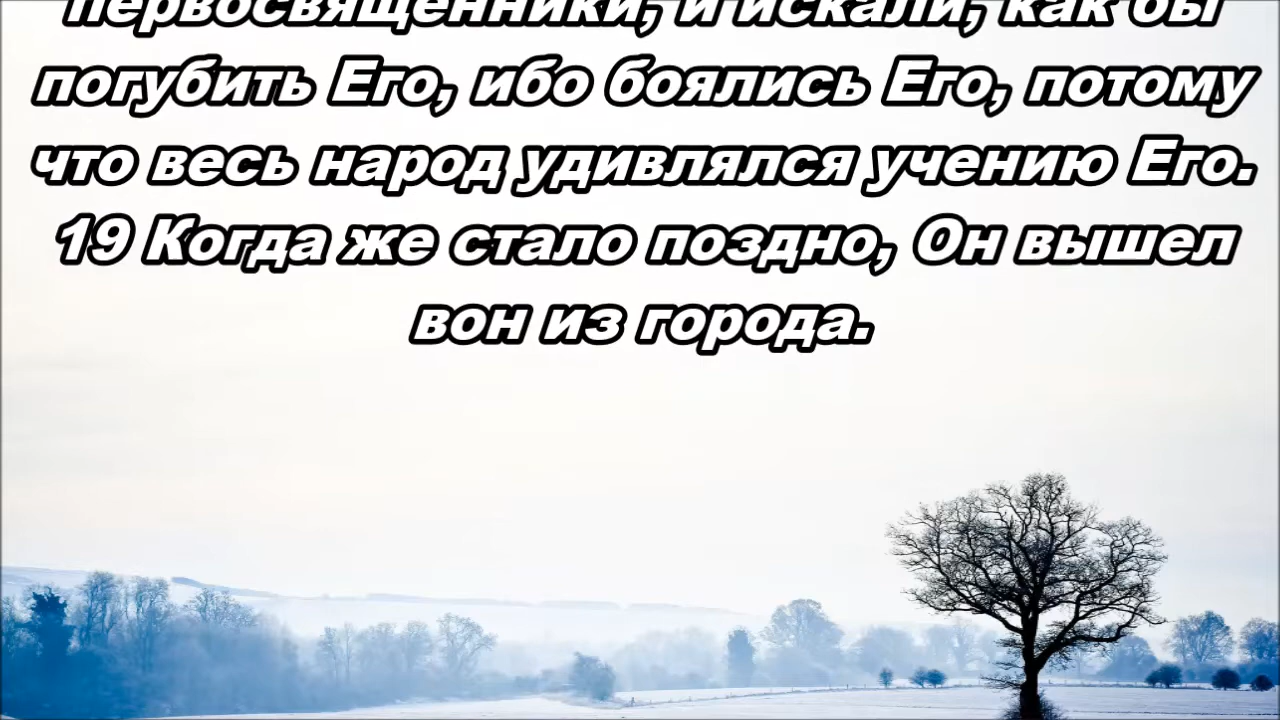 первосвященники, и искали, как бы
погубить Его, ибо боялись Его, потому
что весь народ удивлялся учению Его.
19 Когда же стало поздно, Он вышел
вон из города.